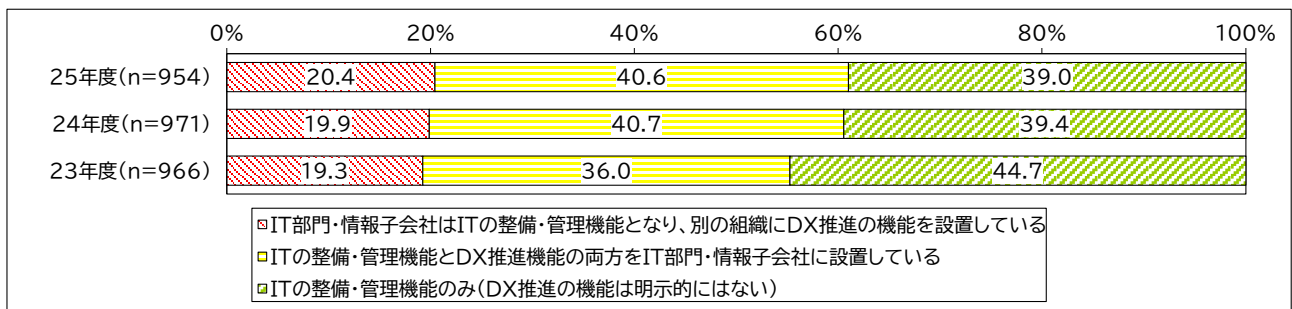 0% 20% 40% 60% 80% 100%
25年度(n=954) 20.4 40.6 39.0
24年度(n=971) 19.9 40.7 39.4
23年度(n=966) 19.3 36.0 44.7
IT部門・情報子会社はITの整備・管理機能となり、別の組織にDX推進の機能を設置している
ITの整備・管理機能とDX推進機能の両方をIT部門・情報子会社に設置している
ITの整備・管理機能のみ(DX推進の機能は明示的にはない)